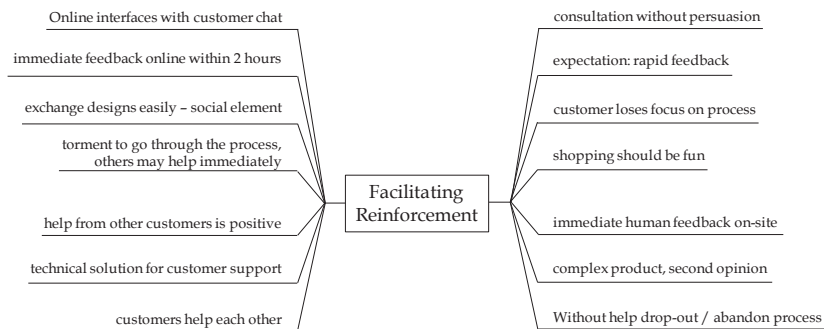 Online interfaces with customer chat
immediate feedback online within 2 hours
exchange designs easily – social element
torment to go through the process,
others may help immediately
help from other customers is positive
technical solution for customer support
customers help each other
Facilitating
Reinforcement
consultation without persuasion
expectation: rapid feedback
customer loses focus on process
shopping should be fun
immediate human feedback on-site
complex product, second opinion
Without help drop-out / abandon process